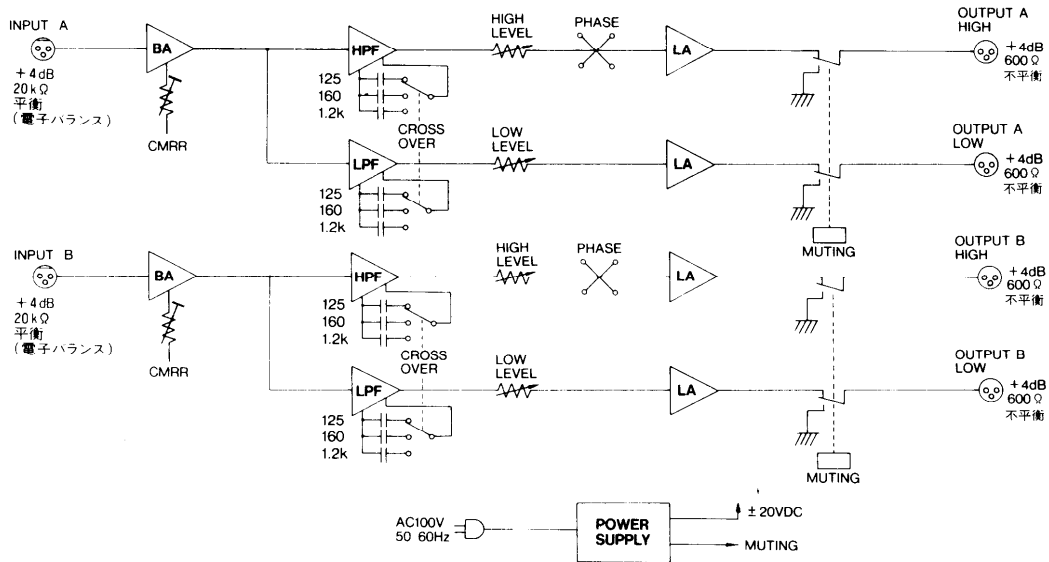 INPUT A
+4dB
20kΩ
平衡
(電子バランス)
BA
CMRR
HPF
125
160
1.2k
CROSS
OVER
HIGH
LEVEL
PHASE
LA
OUTPUT A
HIGH
+4dB
600Ω
不平衡
LPF
125
160
1.2k
LOW
LEVEL
LA
OUTPUT A
LOW
+4dB
600Ω
不平衡
MUTING
INPUT B
+4dB
20kΩ
平衡
(電子バランス)
BA
CMRR
HPF
125
160
1.2k
CROSS
OVER
HIGH
LEVEL
PHASE
LA
OUTPUT B
HIGH
+4dB
600Ω
不平衡
LPF
125
160
1.2k
LOW
LEVEL
LA
OUTPUT B
LOW
+4dB
600Ω
不平衡
MUTING
AC100V
50 60Hz
POWER
SUPPLY
±20VDC
MUTING